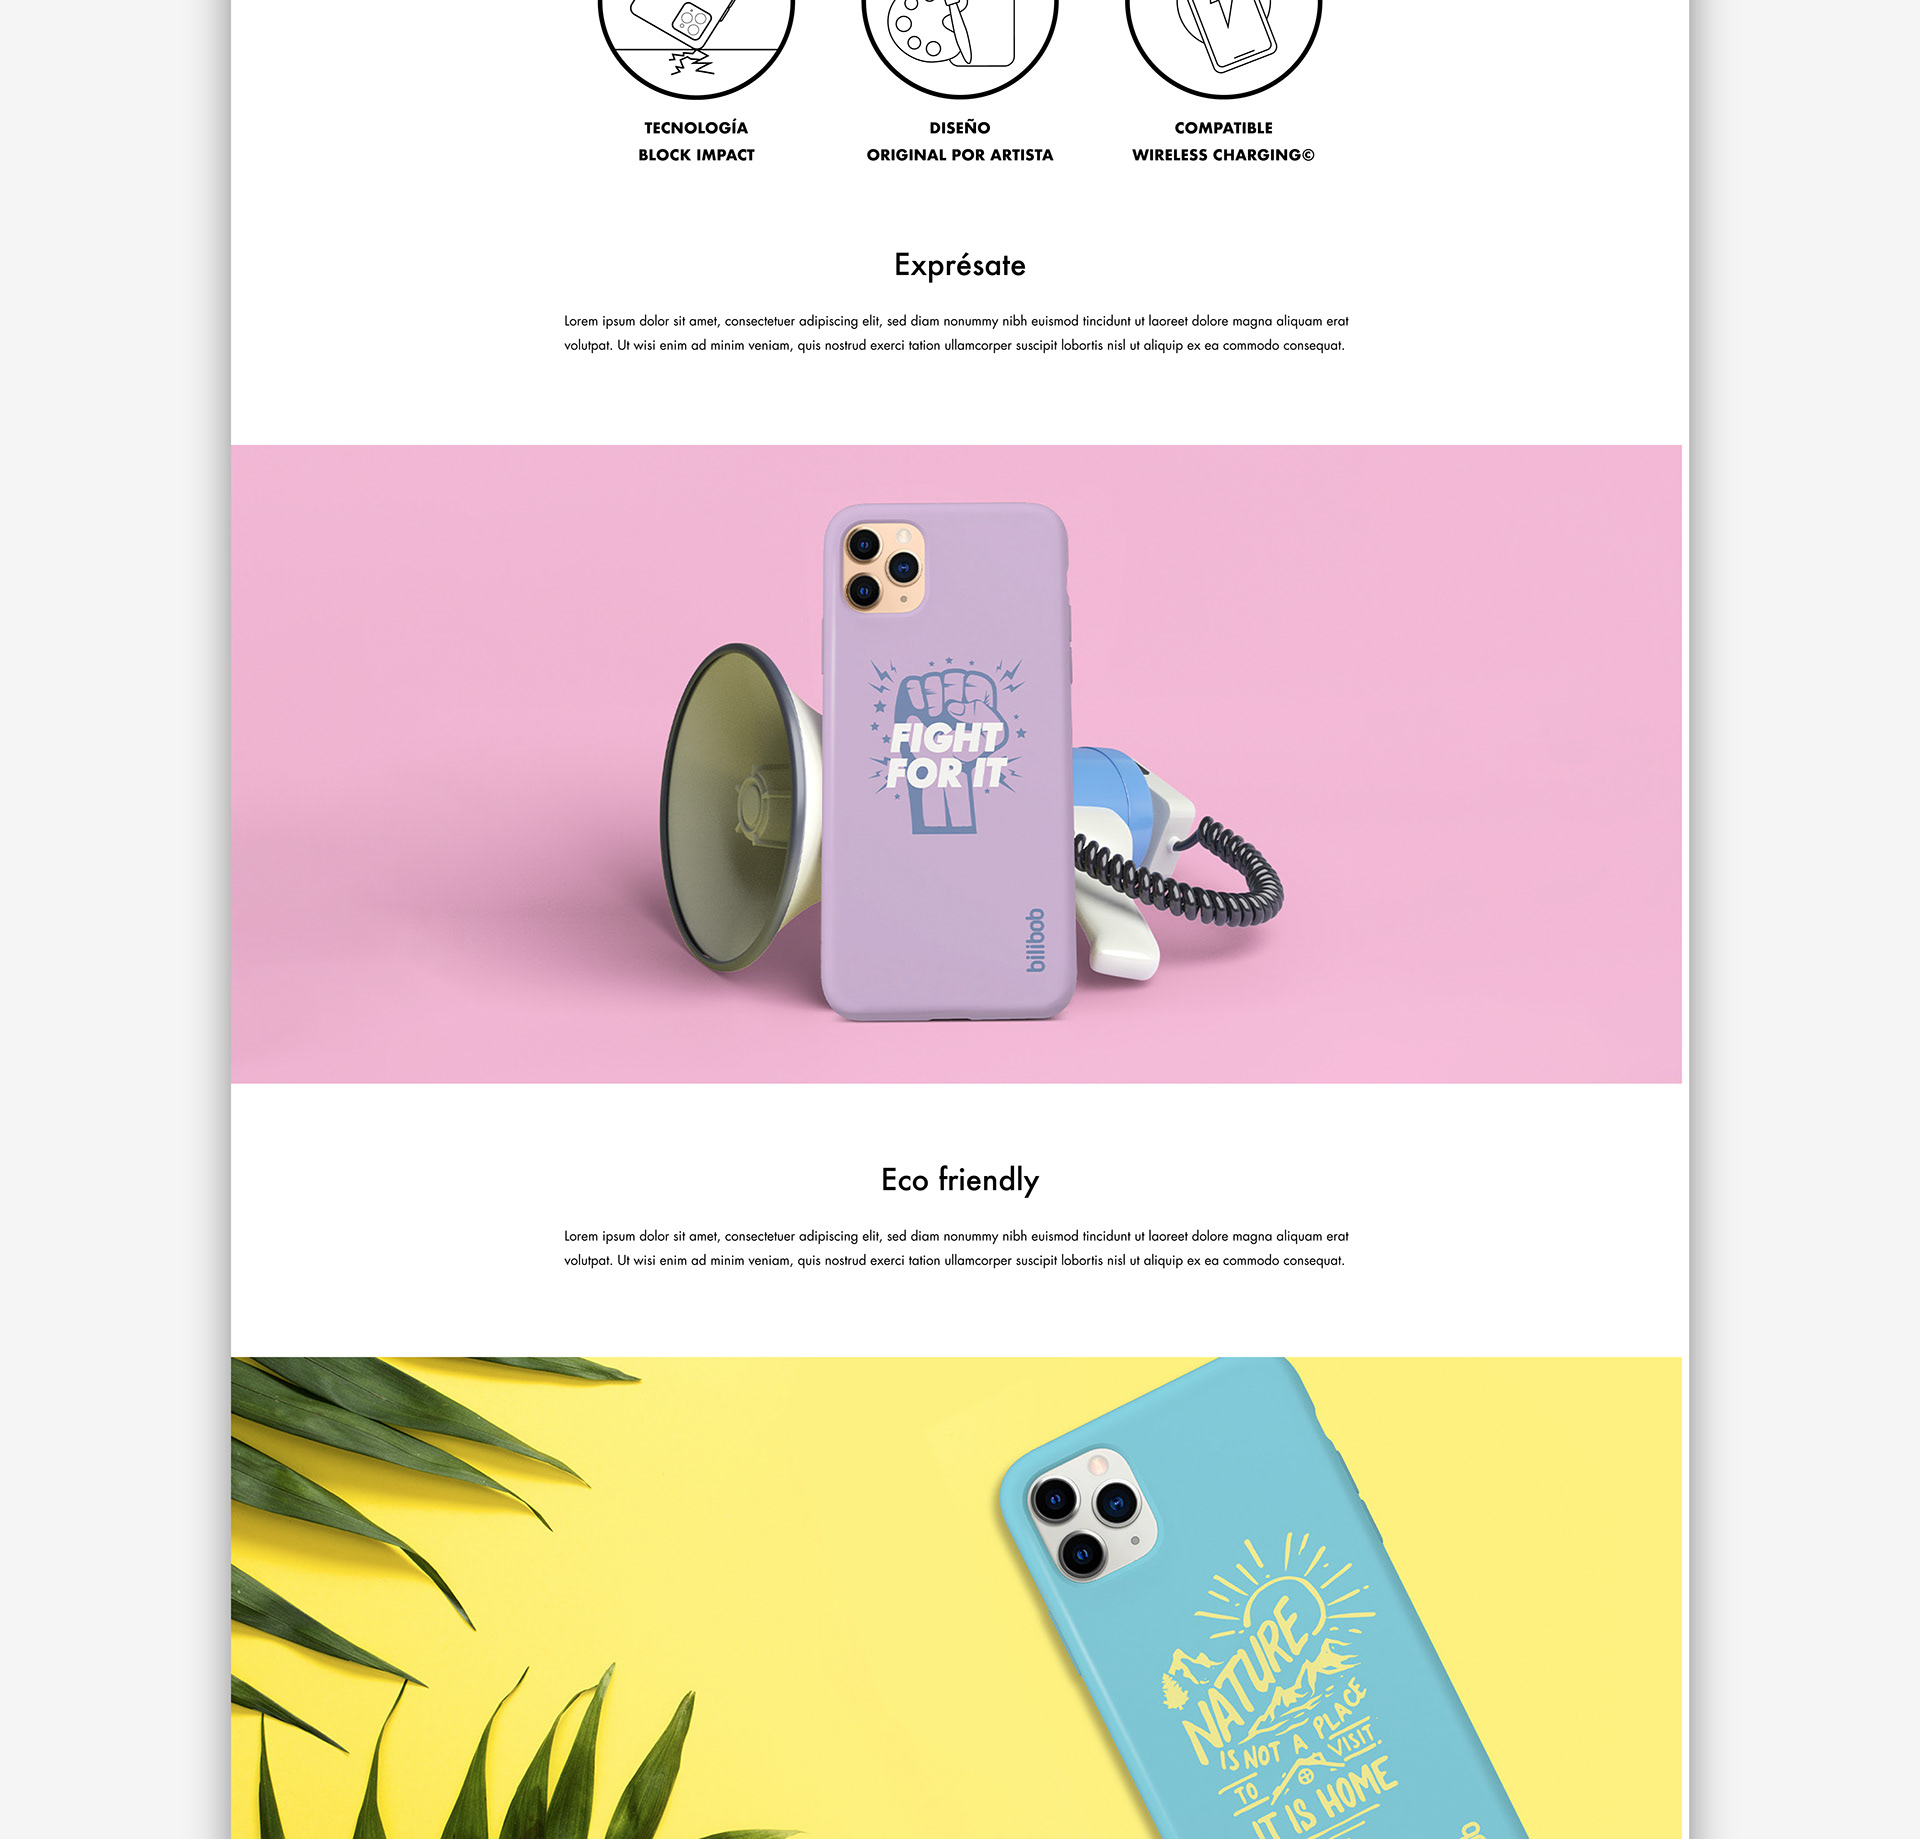 TECNOLOGÍA
BLOCK IMPACT
DISEÑO
ORIGINAL POR ARTISTA
COMPATIBLE
WIRELESS CHARGING©
Exprésate
Lorem ipsum dolor sit amet, consectetuer adipiscing elit, sed diam nonummy nibh euismod tincidunt ut laoreet dolore magna aliquam erat
volutpat. Ut wisi enim ad minim veniam, quis nostrud exerci tation ullamcorper suscipit lobortis nisl ut aliquip ex ea commodo consequat.
FIGHT
FOR IT
bilibob
Eco friendly
Lorem ipsum dolor sit amet, consectetuer adipiscing elit, sed diam nonummy nibh euismod tincidunt ut laoreet dolore magna aliquam erat
volutpat. Ut wisi enim ad minim veniam, quis nostrud exerci tation ullamcorper suscipit lobortis nisl ut aliquip ex ea commodo consequat.
NATURE
IS NOT A PLACE
TO VISIT
IT IS HOME